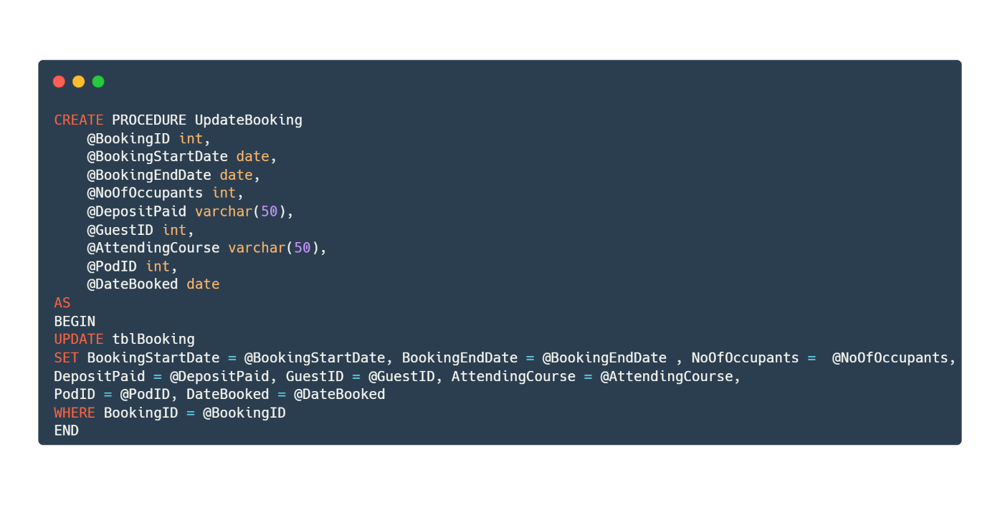 CREATE PROCEDURE UpdateBooking
    @BookingID int,
    @BookingStartDate date,
    @BookingEndDate date,
    @NoOfOccupants int,
    @DepositPaid varchar(50),
    @GuestID int,
    @AttendingCourse varchar(50),
    @PodID int,
    @DateBooked date
AS
BEGIN
UPDATE tblBooking
SET BookingStartDate = @BookingStartDate, BookingEndDate = @BookingEndDate , NoOfOccupants =  @NoOfOccupants,
DepositPaid = @DepositPaid, GuestID = @GuestID, AttendingCourse = @AttendingCourse,
PodID = @PodID, DateBooked = @DateBooked
WHERE BookingID = @BookingID
END